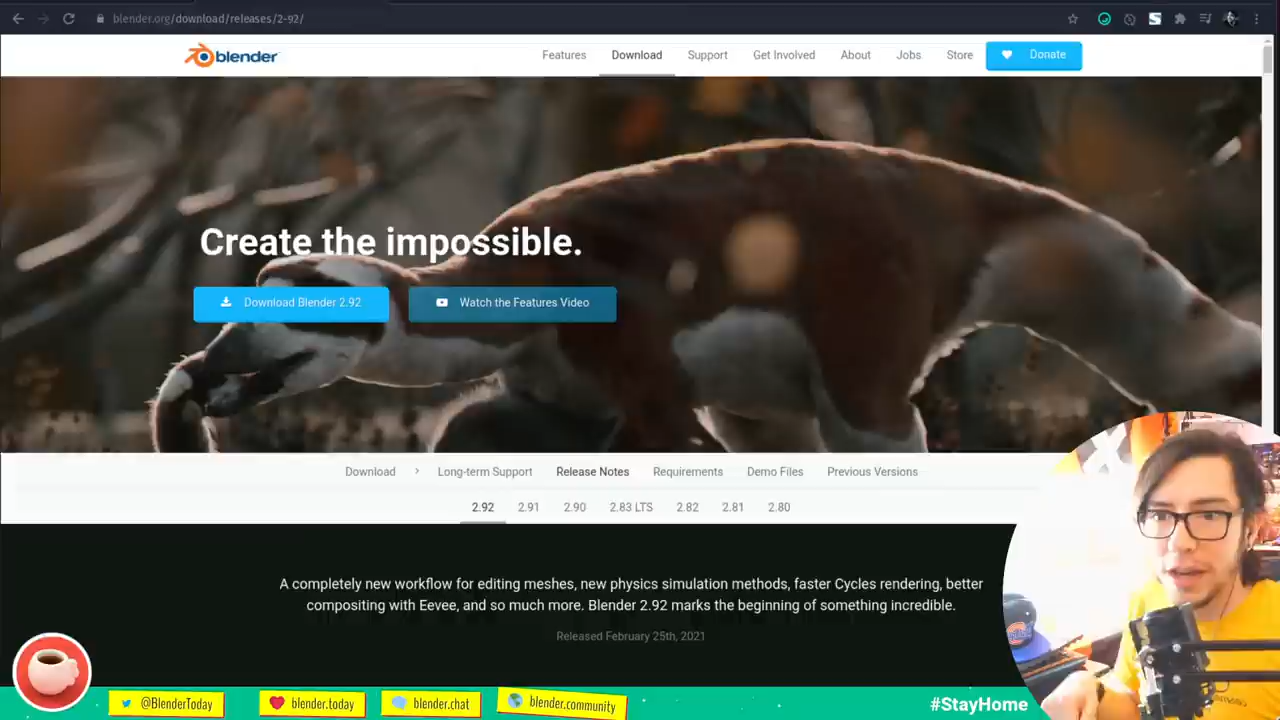 blender.org/download/releases/2-92/
blender
Features
Download
Support
Get Involved
About
Jobs
Store
Donate
Create the impossible.
Download Blender 2.92
Watch the Features Video
Download
Long-term Support
Release Notes
Requirements
Demo Files
Previous Versions
2.92
2.91
2.90
2.83 LTS
2.82
2.81
2.80
A completely new workflow for editing meshes, new physics simulation methods, faster Cycles rendering, better
compositing with Eevee, and so much more. Blender 2.92 marks the beginning of something incredible.
Released February 25th, 2021
@BlenderToday
blender.today
blender.chat
blender.community
#StayHome